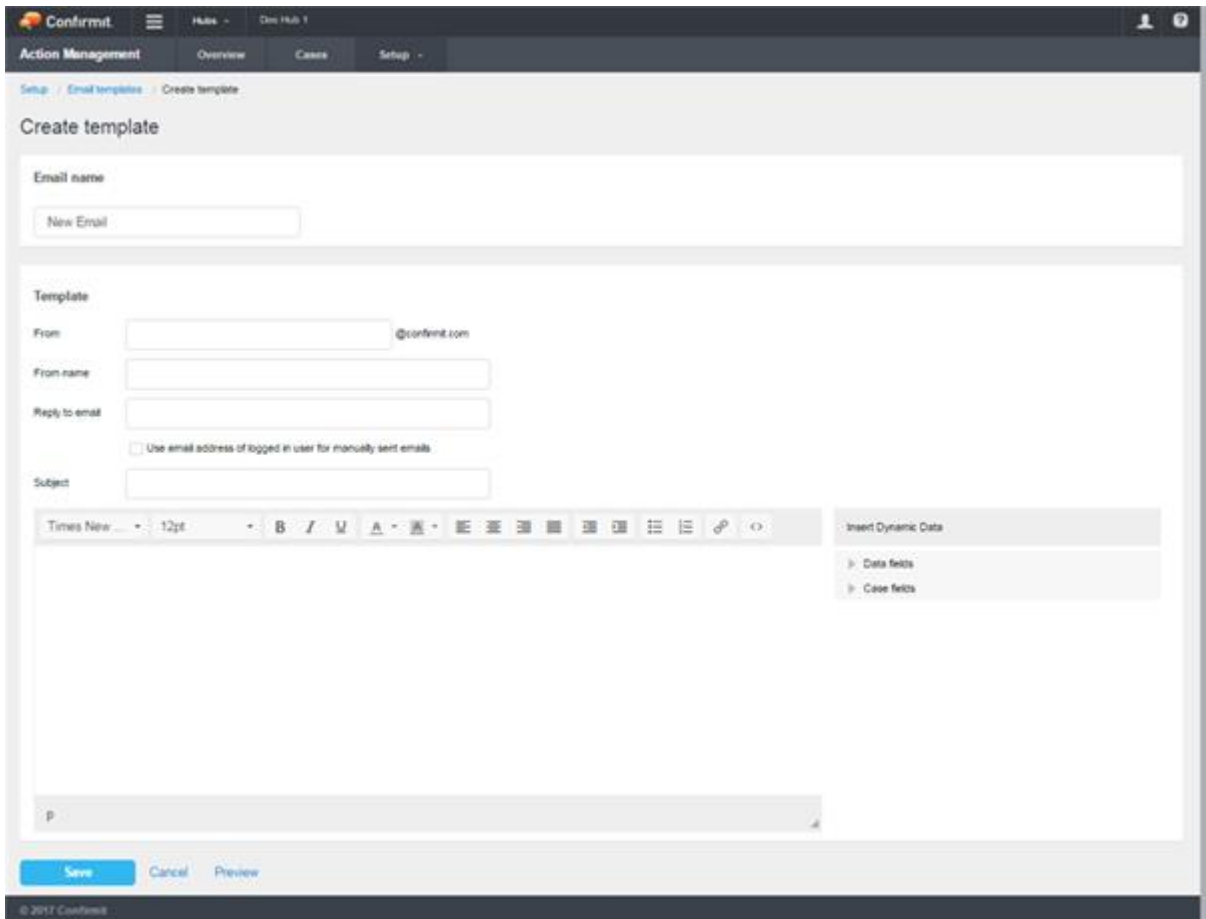 Confirmit. Hubs Dev Hub 1
Action Management Overview Cases Setup
Setup / Email templates / Create template
Create template
Email name
New Email
Template
From @confirmit.com
From name
Reply to email
Use email address of logged in user for manually sent emails
Subject
Times New ... 12pt B I U A A Insert Dynamic Data
Data fields
Case fields
p
Save Cancel Preview
© 2017 Confirmit